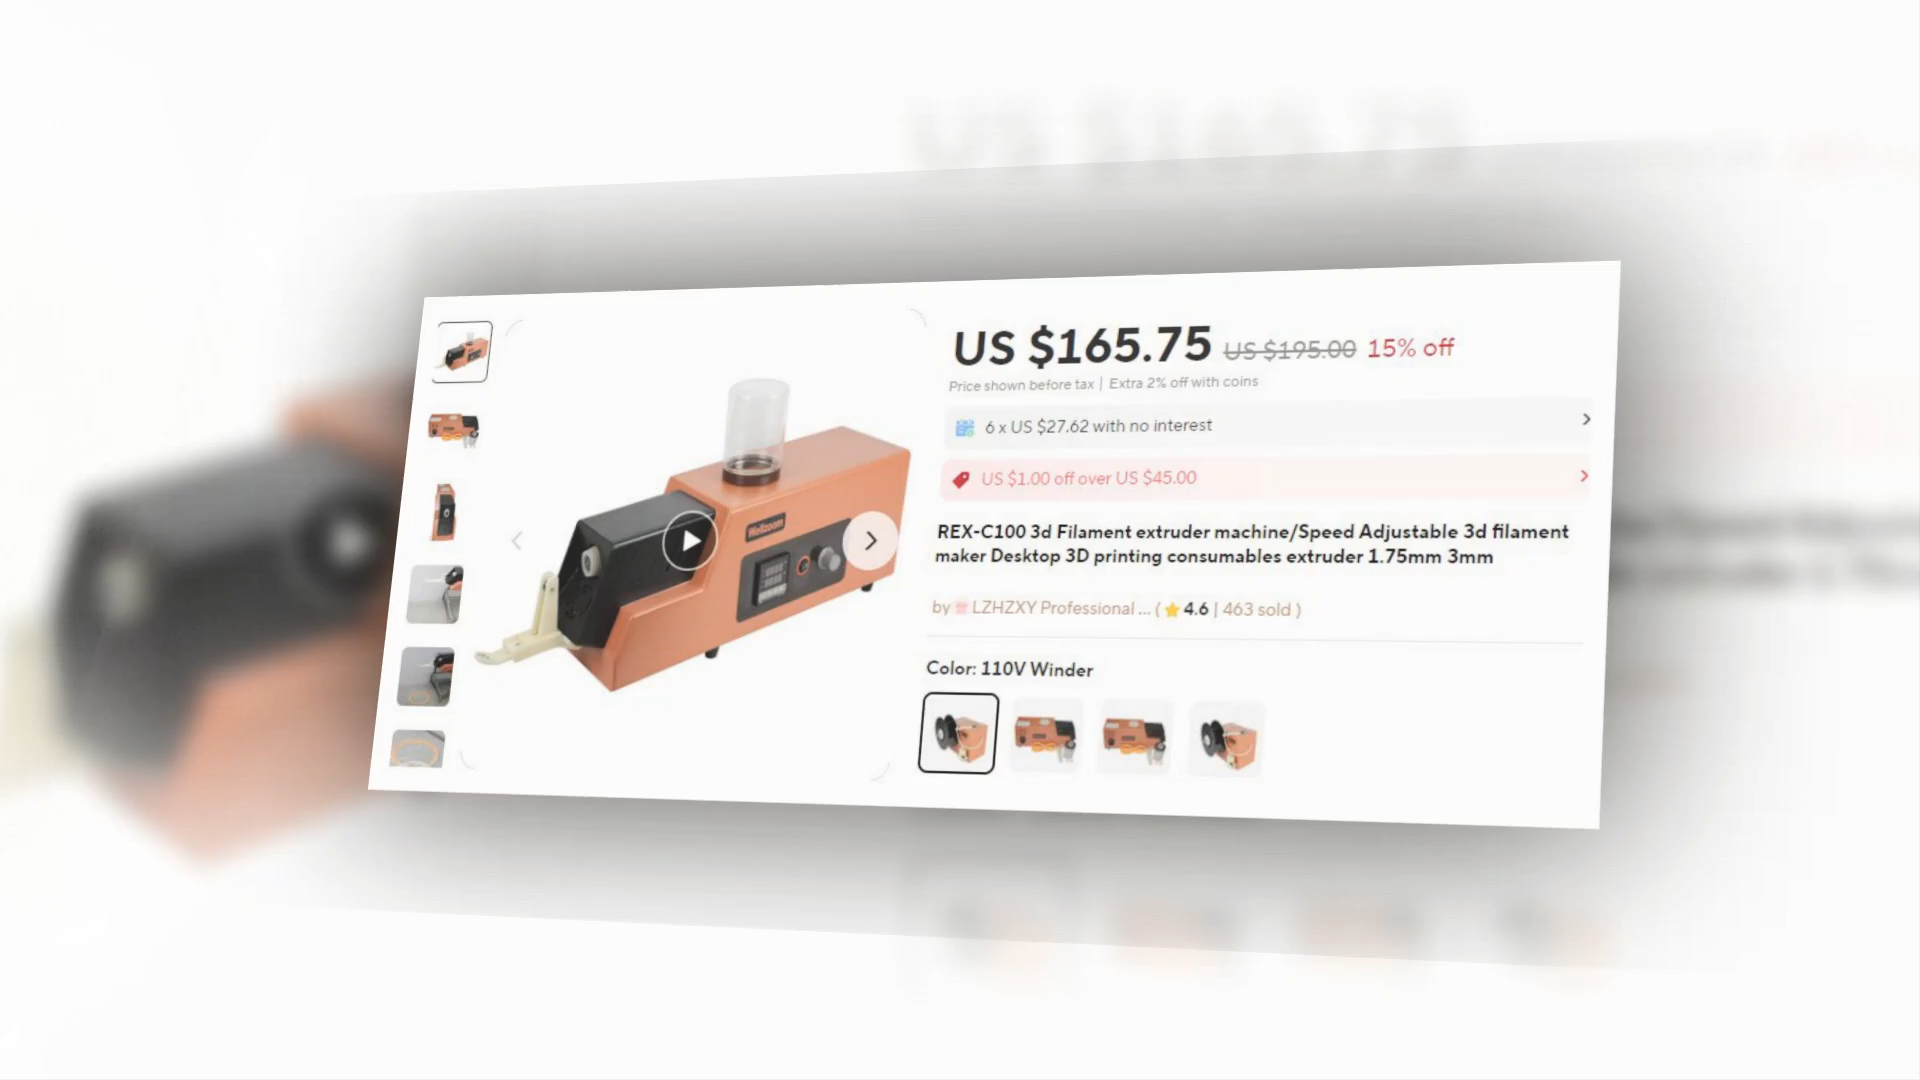 US $165.75 US $195.00 15% off
Price shown before tax | Extra 2% off with coins
6 x US $27.62 with no interest
US $1.00 off over US $45.00
REX-C100 3d Filament extruder machine/Speed Adjustable 3d filament
maker Desktop 3D printing consumables extruder 1.75mm 3mm
by LZHZXY Professional ... ( 4.6 | 463 sold )
Color: 110V Winder
Wellzoom